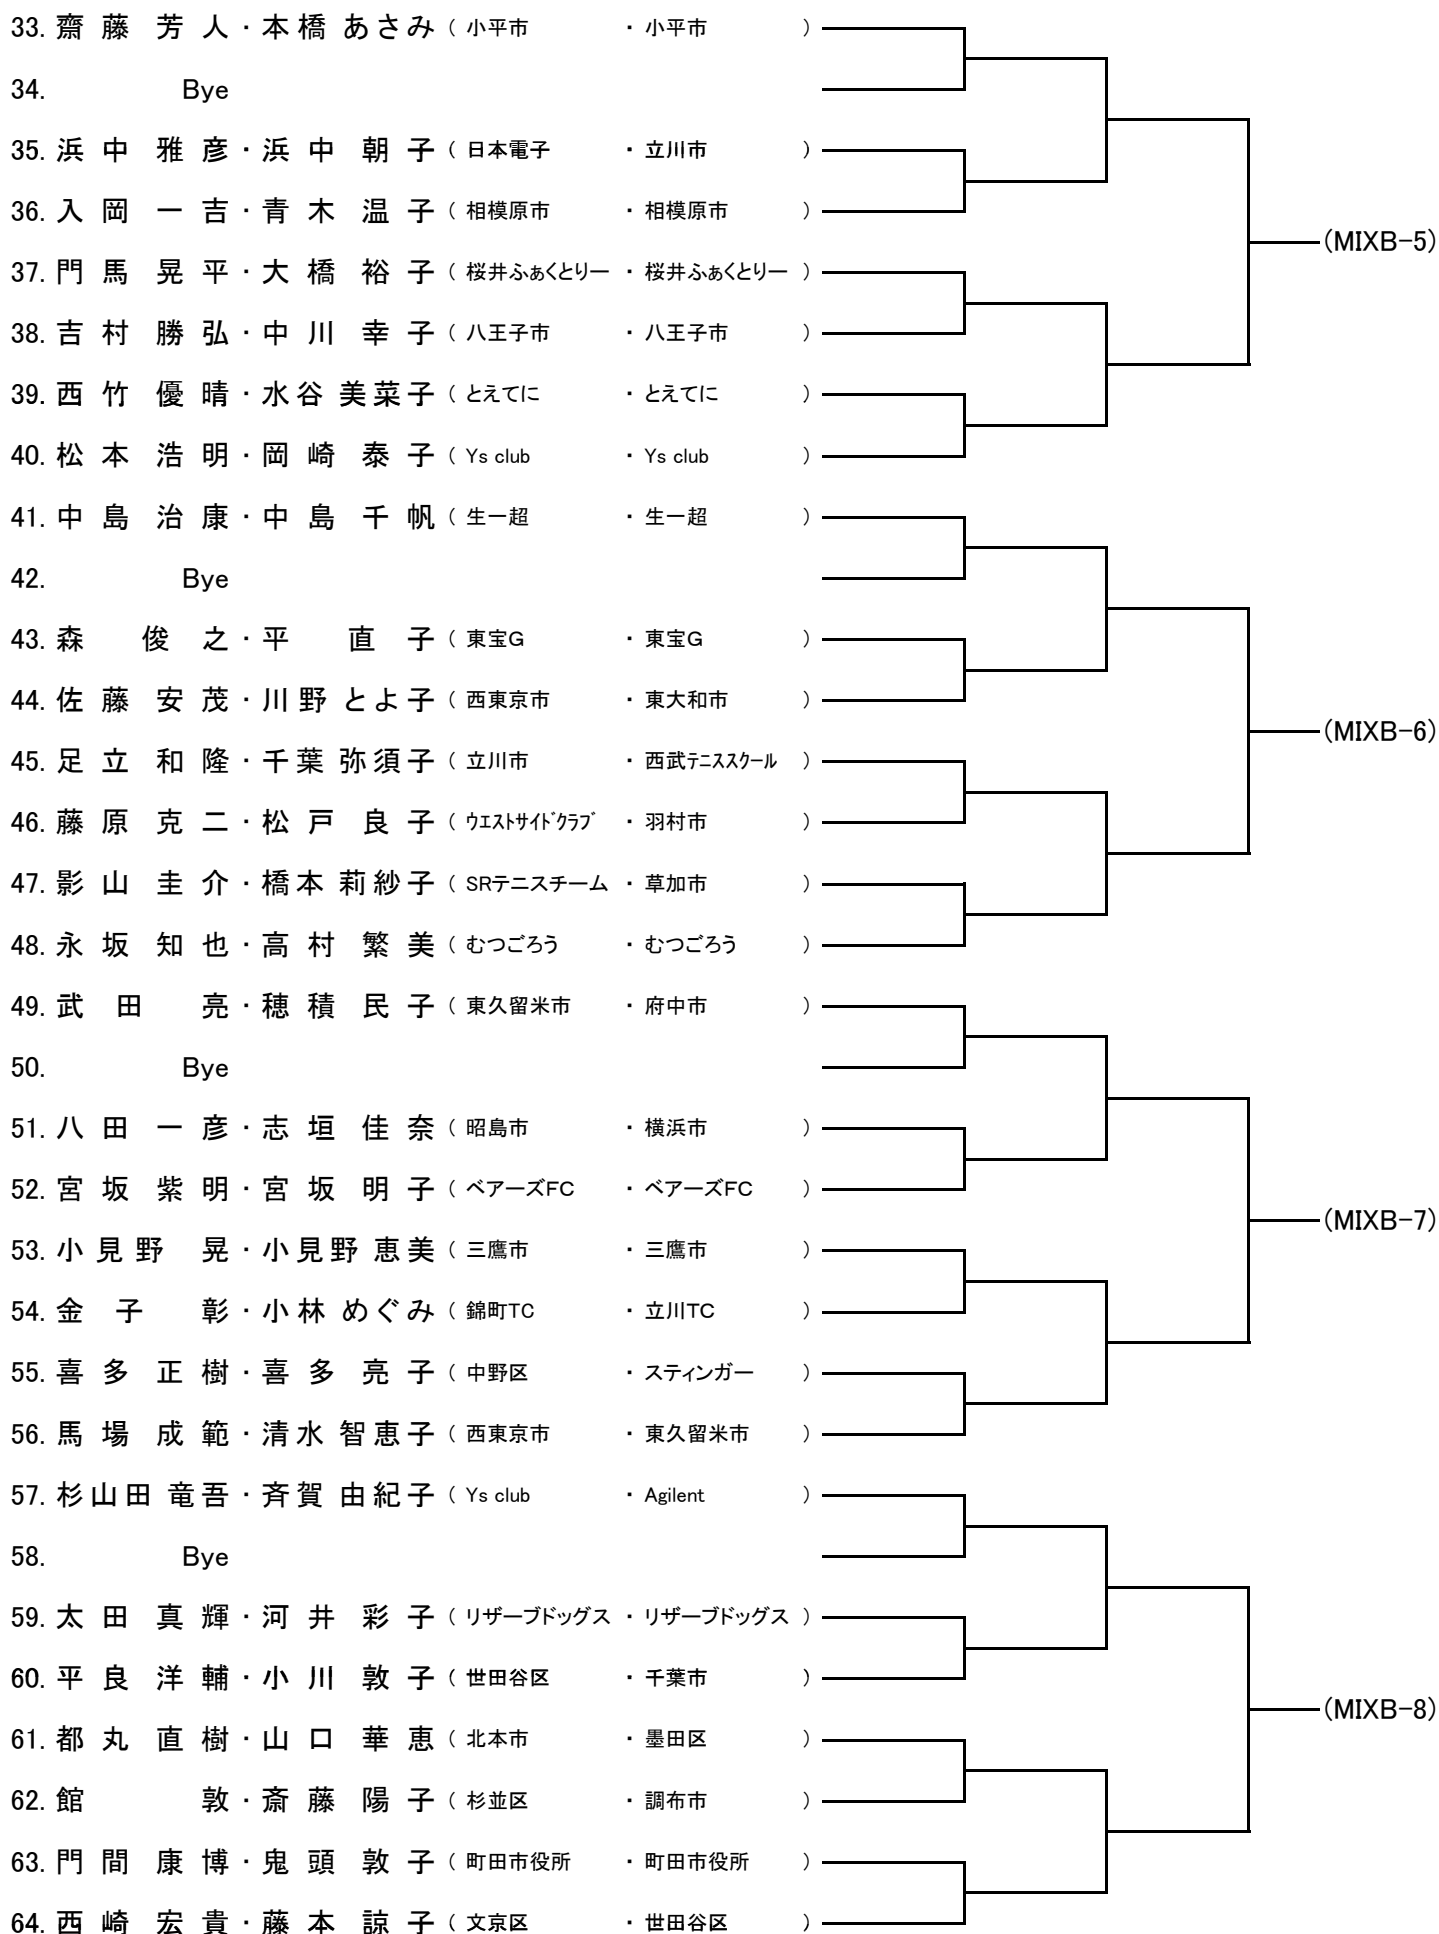 33. 齋藤 芳人・本橋 あさみ ( 小平市 ・ 小平市 )
34. Bye
35. 浜中 雅彦・浜中 朝子 ( 日本電子 ・ 立川市 )
36. 入岡 一吉・青木 温子 ( 相模原市 ・ 相模原市 )
(MIXB-5)
37. 門馬 晃平・大橋 裕子 ( 桜井ふぁくとりー ・ 桜井ふぁくとりー )
38. 吉村 勝弘・中川 幸子 ( 八王子市 ・ 八王子市 )
39. 西竹 優晴・水谷 美菜子 ( とえてに ・ とえてに )
40. 松本 浩明・岡崎 泰子 ( Ys club ・ Ys club )
41. 中島 治康・中島 千帆 ( 生一超 ・ 生一超 )
42. Bye
43. 森 俊之・平 直子 ( 東宝G ・ 東宝G )
44. 佐藤 安茂・川野 とよ子 ( 西東京市 ・ 東大和市 )
(MIXB-6)
45. 足立 和隆・千葉 弥須子 ( 立川市 ・ 西武ﾃﾆｽｽｸｰﾙ )
46. 藤原 克二・松戸 良子 ( ｳｴｽﾄｻｲﾄﾞｸﾗﾌﾞ ・ 羽村市 )
47. 影山 圭介・橋本 莉紗子 ( SRテニスチーム ・ 草加市 )
48. 永坂 知也・高村 繁美 ( むつごろう ・ むつごろう )
49. 武田 亮・穂積 民子 ( 東久留米市 ・ 府中市 )
50. Bye
51. 八田 一彦・志垣 佳奈 ( 昭島市 ・ 横浜市 )
52. 宮坂 紫明・宮坂 明子 ( ベアーズFC ・ ベアーズFC )
(MIXB-7)
53. 小見野 晃・小見野 恵美 ( 三鷹市 ・ 三鷹市 )
54. 金子 彰・小林 めぐみ ( 錦町TC ・ 立川TC )
55. 喜多 正樹・喜多 亮子 ( 中野区 ・ スティンガー )
56. 馬場 成範・清水 智恵子 ( 西東京市 ・ 東久留米市 )
57. 杉山田 竜吾・斉賀 由紀子 ( Ys club ・ Agilent )
58. Bye
59. 太田 真輝・河井 彩子 ( リザーブドッグス ・ リザーブドッグス )
60. 平良 洋輔・小川 敦子 ( 世田谷区 ・ 千葉市 )
(MIXB-8)
61. 都丸 直樹・山口 華恵 ( 北本市 ・ 墨田区 )
62. 館 敦・斎藤 陽子 ( 杉並区 ・ 調布市 )
63. 門間 康博・鬼頭 敦子 ( 町田市役所 ・ 町田市役所 )
64. 西崎 宏貴・藤本 諒子 ( 文京区 ・ 世田谷区 )